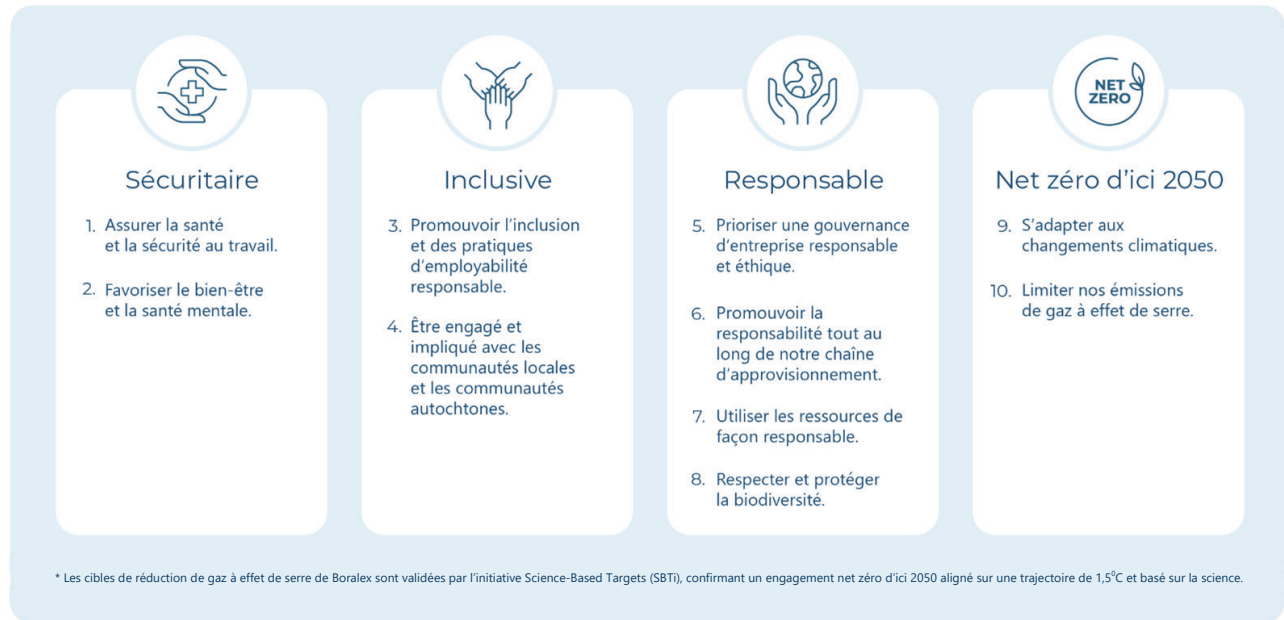 NET
ZERO
Sécuritaire
1. Assurer la santé
et la sécurité au travail.
2. Favoriser le bien-être
et la santé mentale.
Inclusive
3. Promouvoir l'inclusion
et des pratiques
d'employabilité
responsable.
4. Être engagé et
impliqué avec les
communautés locales
et les communautés
autochtones.
Responsable
5. Prioriser une gouvernance
d'entreprise responsable
et éthique.
6. Promouvoir la
responsabilité tout au
long de notre chaîne
d'approvisionnement.
7. Utiliser les ressources de
façon responsable.
8. Respecter et protéger
la biodiversité.
Net zéro d'ici 2050
9. S'adapter aux
changements climatiques.
10. Limiter nos émissions
de gaz à effet de serre.
* Les cibles de réduction de gaz à effet de serre de Boralex sont validées par l'initiative Science-Based Targets (SBTi), confirmant un engagement net zéro d'ici 2050 aligné sur une trajectoire de 1,5⁰C et basé sur la science.